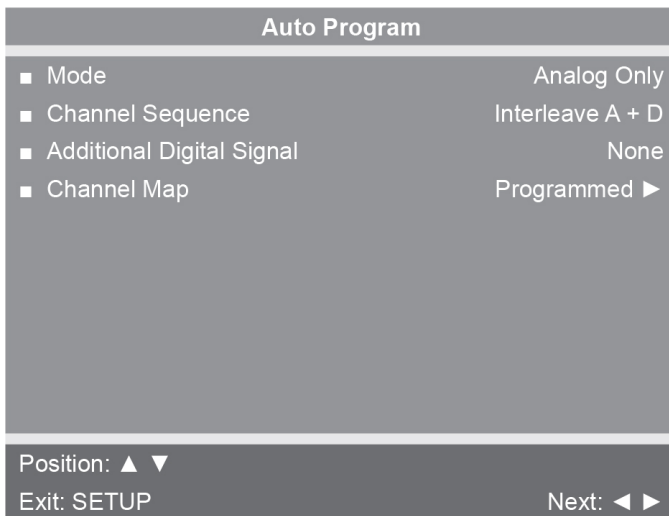 Auto Program
■ Mode Analog Only
■ Channel Sequence Interleave A + D
■ Additional Digital Signal None
■ Channel Map Programmed ►
Position: ▲ ▼
Exit: SETUP Next: ◄ ►